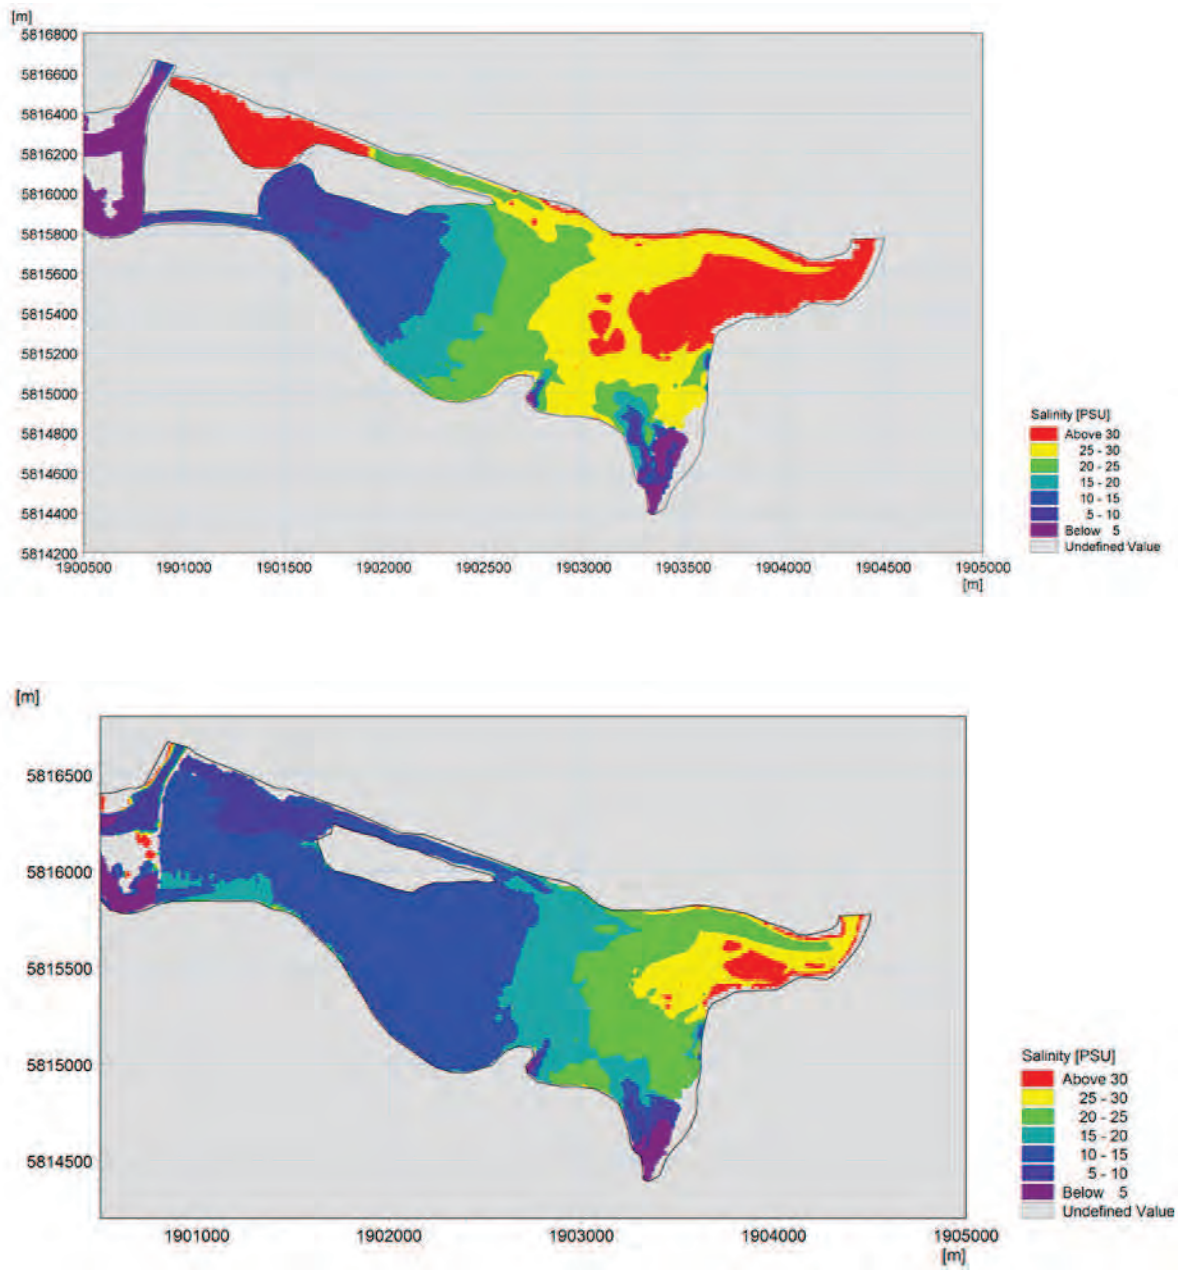 [m]
5816800
5816600
5816400
5816200
5816000
5815800
5815600
5815400
5815200
5815000
5814800
5814600
5814400
5814200
1900500 1901000 1901500 1902000 1902500 1903000 1903500 1904000 1904500 1905000
[m]
Salinity [PSU]
Above 30
25 - 30
20 - 25
15 - 20
10 - 15
5 - 10
Below 5
Undefined Value
[m]
5816500
5816000
5815500
5815000
5814500
1901000 1902000 1903000 1904000 1905000
[m]
Salinity [PSU]
Above 30
25 - 30
20 - 25
15 - 20
10 - 15
5 - 10
Below 5
Undefined Value